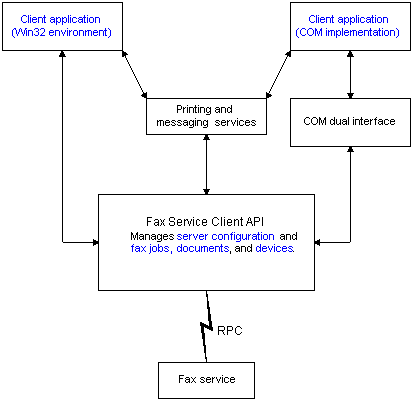 Client application
(Win32 environment)
Client application
(COM implementation)
Printing and
messaging services
COM dual interface
Fax Service Client API
Manages server configuration and
fax jobs, documents, and devices.
RPC
Fax service